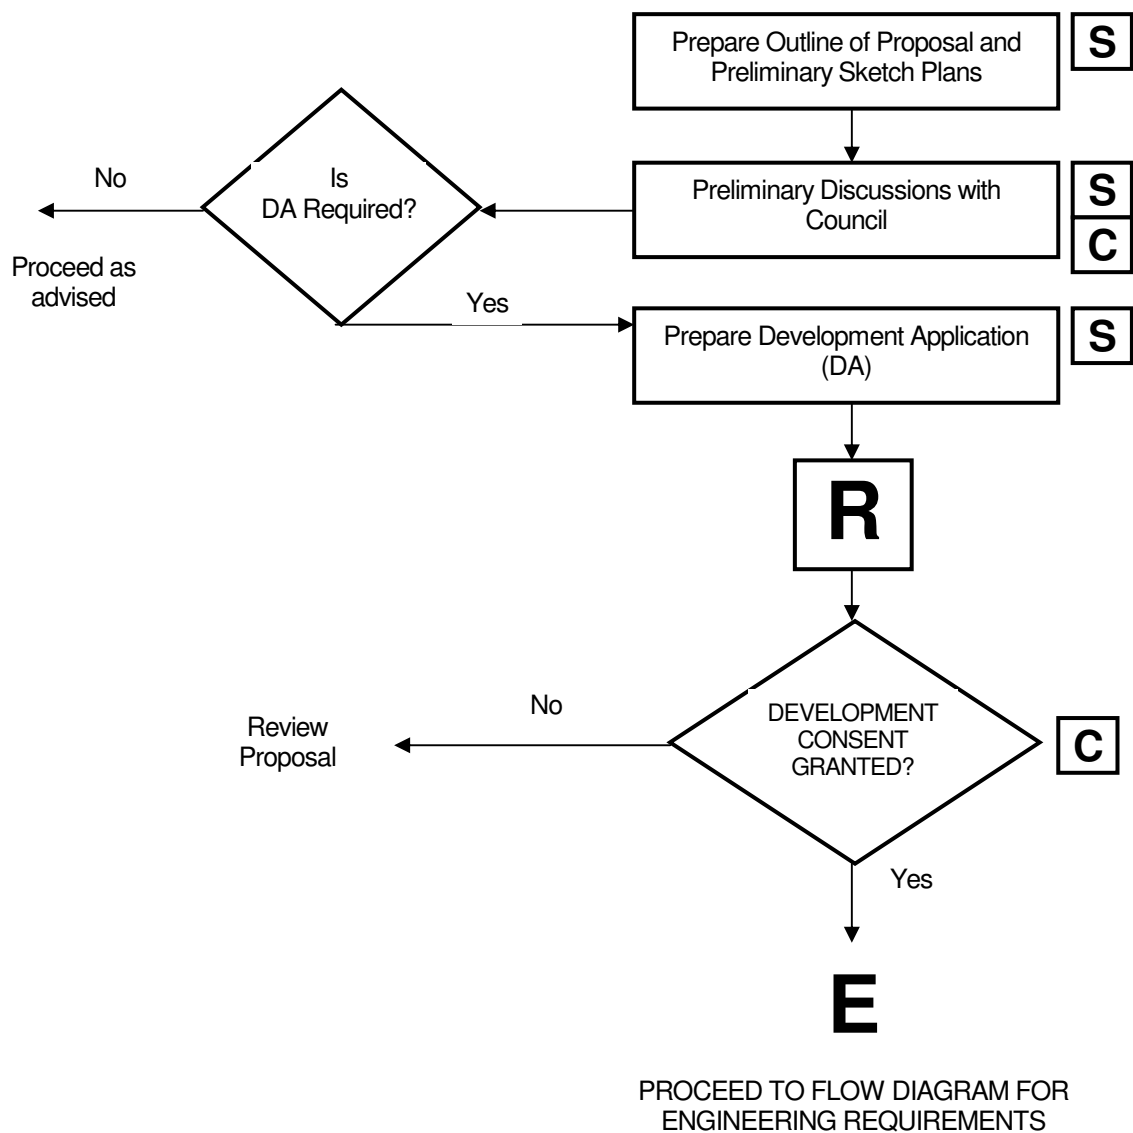 Prepare Outline of Proposal and
Preliminary Sketch Plans
S
Preliminary Discussions with
Council
S
C
Is
DA Required?
No
Proceed as
advised
Yes
Prepare Development Application
(DA)
S
R
DEVELOPMENT
CONSENT
GRANTED?
C
No
Review
Proposal
Yes
E
PROCEED TO FLOW DIAGRAM FOR
ENGINEERING REQUIREMENTS